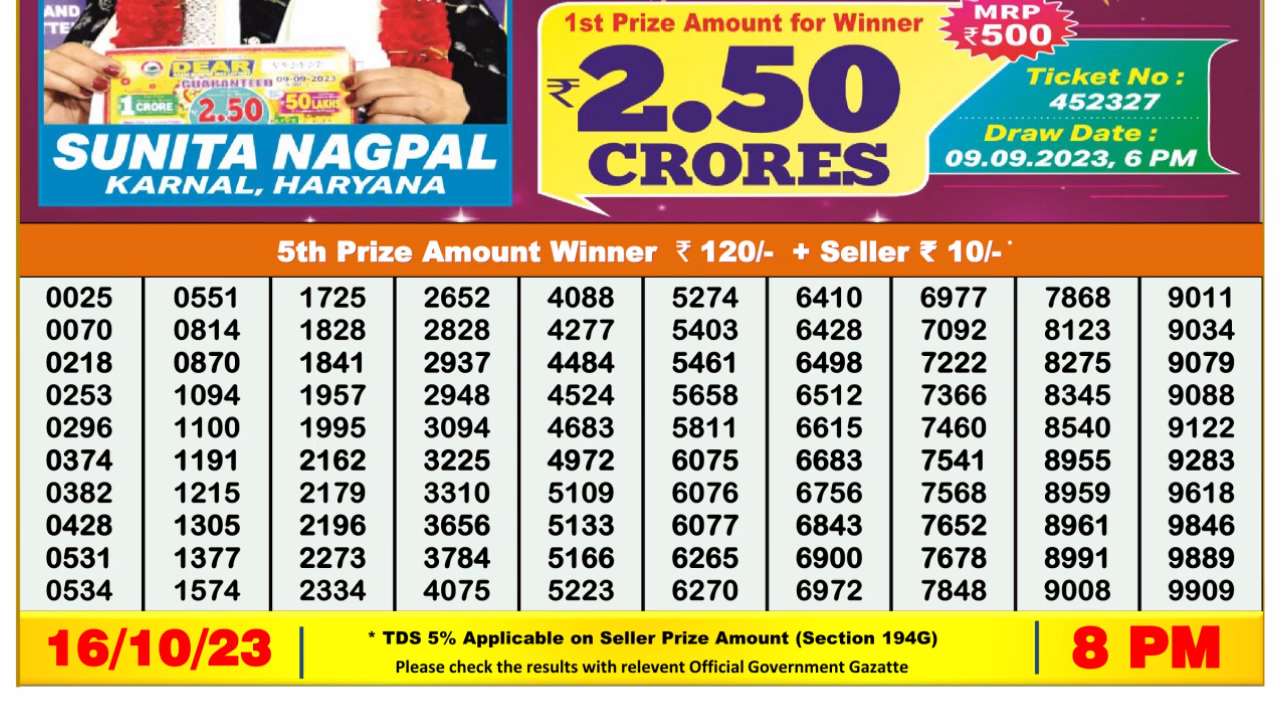 AND
TTE
DEAR
GUARANTEED 09-09-2023
1 CRORE
2.50
50 LAKHS
SUNITA NAGPAL
KARNAL, HARYANA
1st Prize Amount for Winner
₹2.50
CRORES
MRP
₹500
Ticket No :
452327
Draw Date :
09.09.2023, 6 PM
5th Prize Amount Winner ₹ 120/- + Seller ₹ 10/- *
0025 0551 1725 2652 4088 5274 6410 6977 7868 9011
0070 0814 1828 2828 4277 5403 6428 7092 8123 9034
0218 0870 1841 2937 4484 5461 6498 7222 8275 9079
0253 1094 1957 2948 4524 5658 6512 7366 8345 9088
0296 1100 1995 3094 4683 5811 6615 7460 8540 9122
0374 1191 2162 3225 4972 6075 6683 7541 8955 9283
0382 1215 2179 3310 5109 6076 6756 7568 8959 9618
0428 1305 2196 3656 5133 6077 6843 7652 8961 9846
0531 1377 2273 3784 5166 6265 6900 7678 8991 9889
0534 1574 2334 4075 5223 6270 6972 7848 9008 9909
16/10/23
* TDS 5% Applicable on Seller Prize Amount (Section 194G)
Please check the results with relevent Official Government Gazatte
8 PM